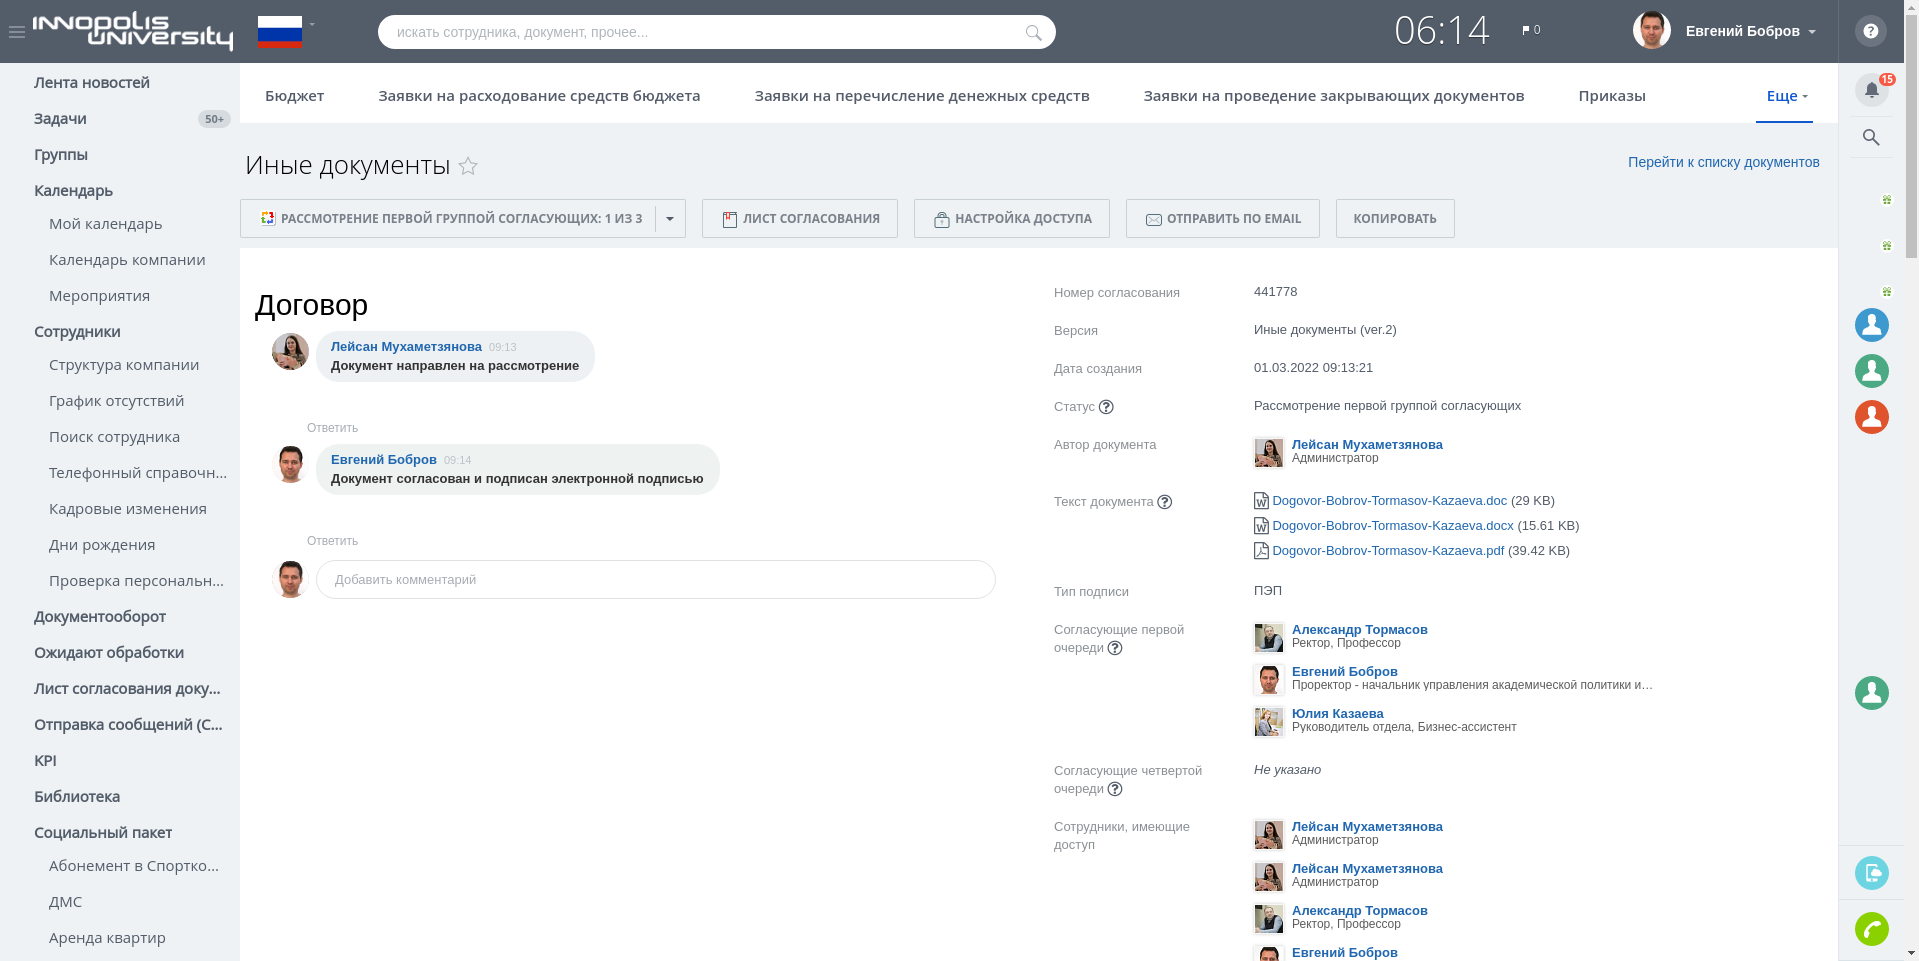 INNOPOLIS
UNIVERSITY
искать сотрудника, документ, прочее...
06:14
0
Евгений Бобров
?
Лента новостей
Задачи
50+
Группы
Календарь
Мой календарь
Календарь компании
Мероприятия
Сотрудники
Структура компании
График отсутствий
Поиск сотрудника
Телефонный справочн...
Кадровые изменения
Дни рождения
Проверка персональн...
Документооборот
Ожидают обработки
Лист согласования доку...
Отправка сообщений (С...
KPI
Библиотека
Социальный пакет
Абонемент в Спортко...
ДМС
Аренда квартир
Бюджет
Заявки на расходование средств бюджета
Заявки на перечисление денежных средств
Заявки на проведение закрывающих документов
Приказы
Еще
15
Иные документы
Перейти к списку документов
РАССМОТРЕНИЕ ПЕРВОЙ ГРУППОЙ СОГЛАСУЮЩИХ: 1 ИЗ 3
ЛИСТ СОГЛАСОВАНИЯ
НАСТРОЙКА ДОСТУПА
ОТПРАВИТЬ ПО EMAIL
КОПИРОВАТЬ
Договор
Лейсан Мухаметзянова 09:13
Документ направлен на рассмотрение
Ответить
Евгений Бобров 09:14
Документ согласован и подписан электронной подписью
Ответить
Добавить комментарий
Номер согласования
441778
Версия
Иные документы (ver.2)
Дата создания
01.03.2022 09:13:21
Статус ?
Рассмотрение первой группой согласующих
Автор документа
Лейсан Мухаметзянова
Администратор
Текст документа ?
Dogovor-Bobrov-Tormasov-Kazaeva.doc (29 KB)
Dogovor-Bobrov-Tormasov-Kazaeva.docx (15.61 KB)
Dogovor-Bobrov-Tormasov-Kazaeva.pdf (39.42 KB)
Тип подписи
ПЭП
Согласующие первой
очереди ?
Александр Тормасов
Ректор, Профессор
Евгений Бобров
Проректор - начальник управления академической политики и…
Юлия Казаева
Руководитель отдела, Бизнес-ассистент
Согласующие четвертой
очереди ?
Не указано
Сотрудники, имеющие
доступ
Лейсан Мухаметзянова
Администратор
Лейсан Мухаметзянова
Администратор
Александр Тормасов
Ректор, Профессор
Евгений Бобров